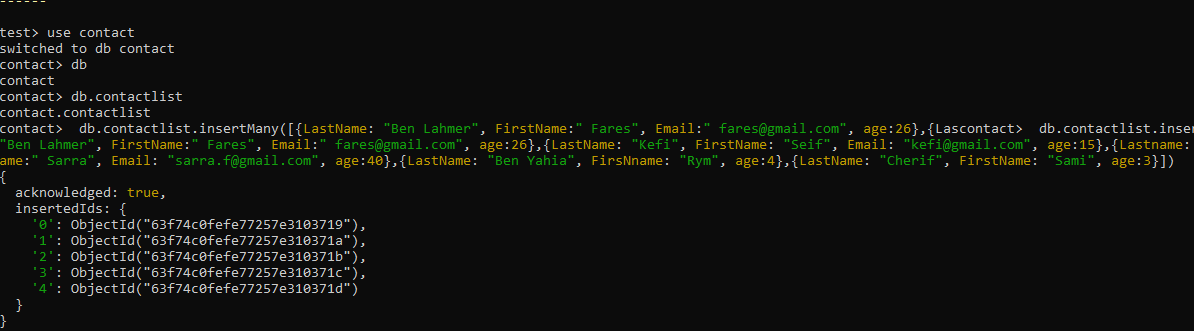 ------
test> use contact
switched to db contact
contact> db
contact
contact> db.contactlist
contact.contactlist
contact>  db.contactlist.insertMany([{LastName: "Ben Lahmer", FirstName:" Fares", Email:" fares@gmail.com", age:26},{Lascontact>  db.contactlist.inser
"Ben Lahmer", FirstName:" Fares", Email:" fares@gmail.com", age:26},{LastName: "Kefi", FirstName: "Seif", Email: "kefi@gmail.com", age:15},{Lastname:
ame:" Sarra", Email: "sarra.f@gmail.com", age:40},{LastName: "Ben Yahia", FirsNname: "Rym", age:4},{LastName: "Cherif", FirstName: "Sami", age:3}])
{
  acknowledged: true,
  insertedIds: {
    '0': ObjectId("63f74c0fefe77257e3103719"),
    '1': ObjectId("63f74c0fefe77257e310371a"),
    '2': ObjectId("63f74c0fefe77257e310371b"),
    '3': ObjectId("63f74c0fefe77257e310371c"),
    '4': ObjectId("63f74c0fefe77257e310371d")
  }
}